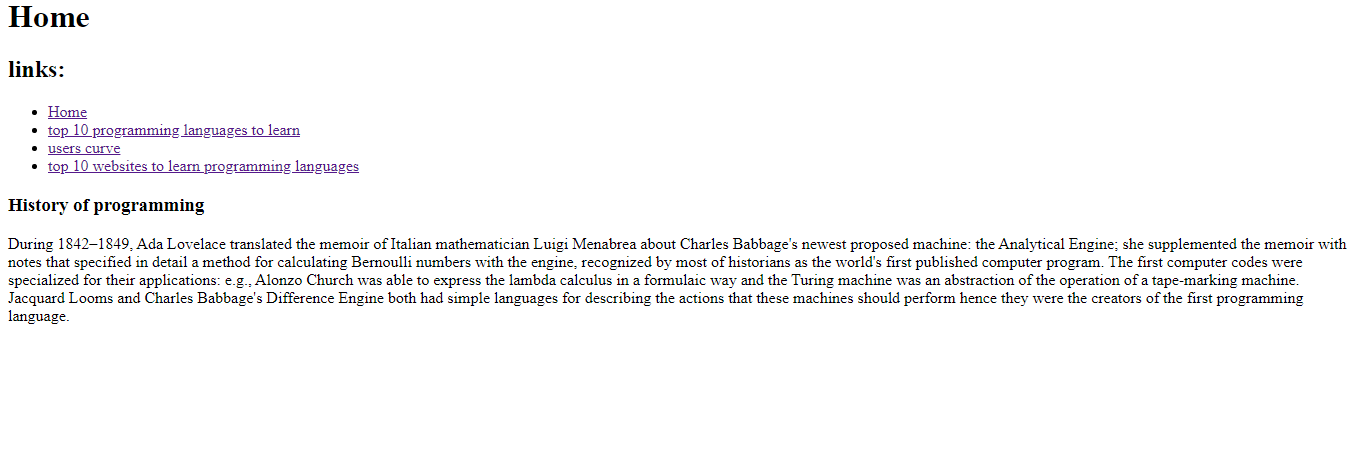 Home
links:
Home
top 10 programming languages to learn
users curve
top 10 websites to learn programming languages
History of programming
During 1842–1849, Ada Lovelace translated the memoir of Italian mathematician Luigi Menabrea about Charles Babbage's newest proposed machine: the Analytical Engine; she supplemented the memoir with
notes that specified in detail a method for calculating Bernoulli numbers with the engine, recognized by most of historians as the world's first published computer program. The first computer codes were
specialized for their applications: e.g., Alonzo Church was able to express the lambda calculus in a formulaic way and the Turing machine was an abstraction of the operation of a tape-marking machine.
Jacquard Looms and Charles Babbage's Difference Engine both had simple languages for describing the actions that these machines should perform hence they were the creators of the first programming
language.